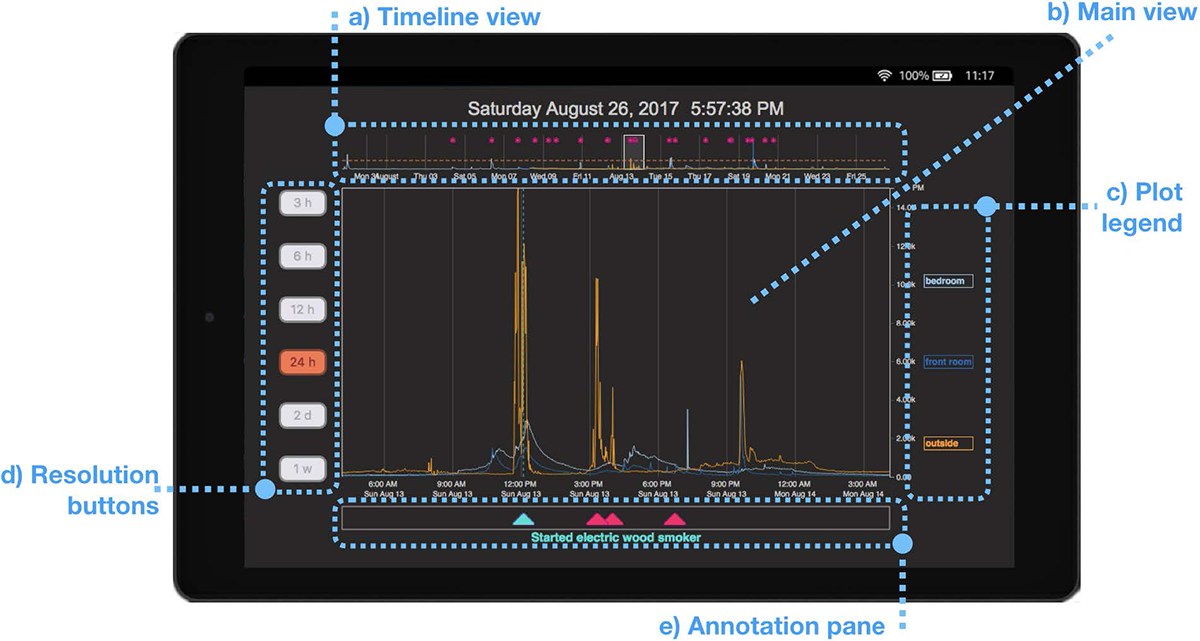 a) Timeline view
b) Main view
100% 11:17
Saturday August 26, 2017 5:57:38 PM
Mon 31 August Thu 03 Sat 05 Mon 07 Wed 09 Fri 11 Aug 13 Tue 15 Thu 17 Sat 19 Mon 21 Wed 23 Fri 25
PM
3 h
6 h
12 h
24 h
2 d
1 w
14.00k
12.00k
10.00k
8.00k
6.00k
4.00k
2.00k
0.00
c) Plot
legend
bedroom
front room
outside
d) Resolution
buttons
6:00 AM 9:00 AM 12:00 PM 3:00 PM 6:00 PM 9:00 PM 12:00 AM 3:00 AM
Sun Aug 13 Sun Aug 13 Sun Aug 13 Sun Aug 13 Sun Aug 13 Sun Aug 13 Mon Aug 14 Mon Aug 14
Started electric wood smoker
e) Annotation pane